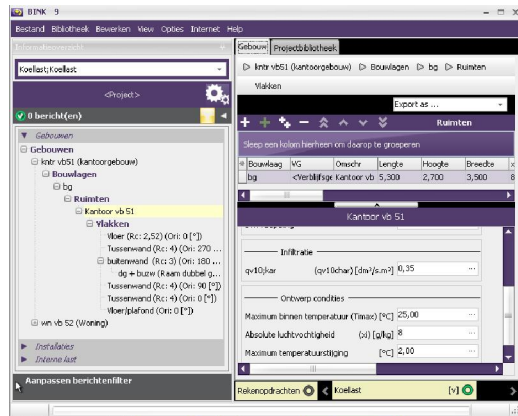 BINK 9
Bestand Bibliotheek Bewerken View Opties Internet Help
Informatieoverzicht
Koellast;Koellast
<Project>
0 bericht(en)
Gebouwen
Gebouwen
kntr vb51 (kantoorgebouw)
Bouwlagen
bg
Ruimten
Kantoor vb 51
Vlakken
Vloer (Rc: 2,52) (Ori: 0 [°])
Tussenwand (Rc: 4) (Ori: 270 ...
buitenwand (Rc: 3) (Ori: 180 ...
dg + buzw (Raam dubbel g...
Tussenwand (Rc: 4) (Ori: 90 [°])
Tussenwand (Rc: 4) (Ori: 0 [°])
Vloer/plafond (Ori: 0 [°])
wn vb 52 (Woning)
Installaties
Interne last
Aanpassen berichtenfilter
Gebouw Projectbibliotheek
kntr vb51 (kantoorgebouw) Bouwlagen bg Ruimten
Vlakken
Export as ...
Ruimten
Sleep een kolom hierheen om daarop te groeperen
Bouwlaag VG Omschr Lengte Hoogte Breedte
bg <Verblijfsge Kantoor vb 5,300 2,700 3,500 8
Kantoor vb 51
Infiltratie
qv10;kar (qv10char) [dm³/s.m²] 0,35 ...
Ontwerp condities
Maximum binnen temperatuur (Timax) [°C] 25,00 ...
Absolute luchtvochtigheid (xi) [g/kg] 8 ...
Maximum temperatuurstijging [°C] 2,00 ...
Rekenopdrachten Koellast [v]